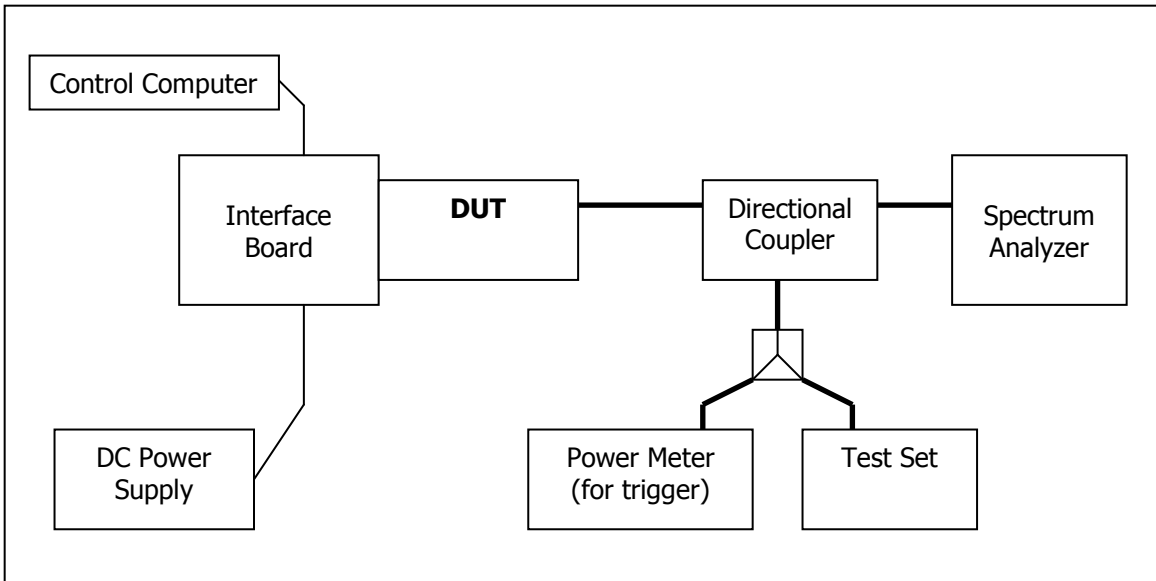 Control Computer
Interface
Board
DUT
Directional
Coupler
Spectrum
Analyzer
DC Power
Supply
Power Meter
(for trigger)
Test Set